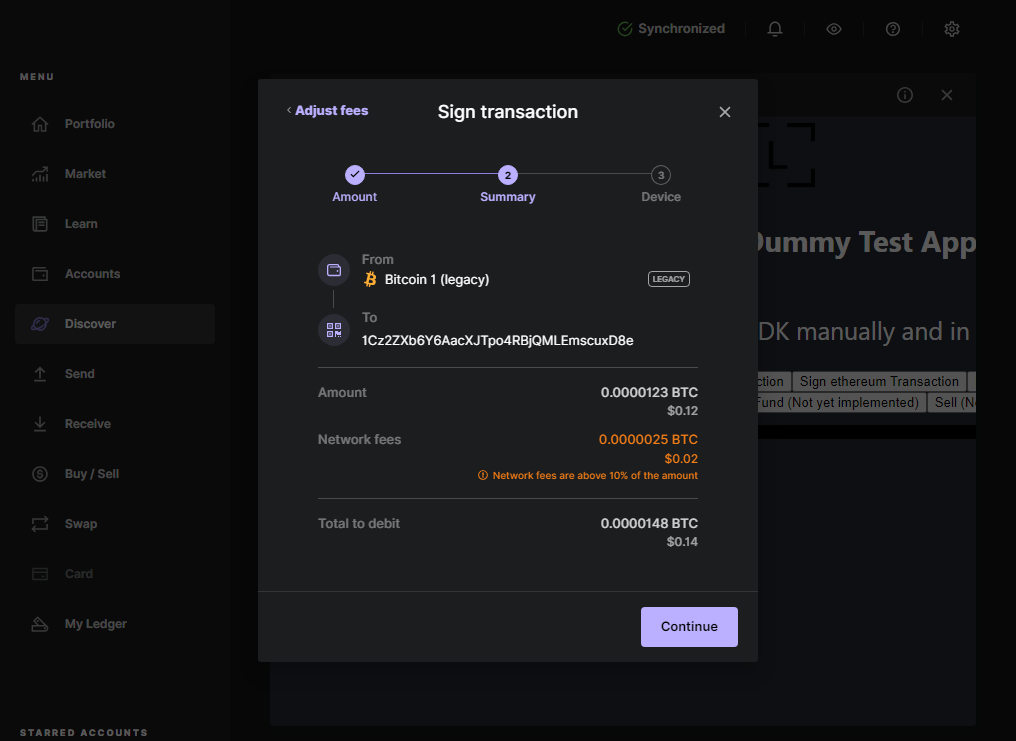 Synchronized
MENU
Portfolio
Market
Learn
Accounts
Discover
Send
Receive
Buy / Sell
Swap
Card
My Ledger
STARRED ACCOUNTS
Adjust fees
Sign transaction
2
3
Amount
Summary
Device
From
Bitcoin 1 (legacy)
LEGACY
To
1Cz2ZXb6Y6AacXJTpo4RBjQMLEmscuxD8e
Amount
0.0000123 BTC
$0.12
Network fees
0.0000025 BTC
$0.02
Network fees are above 10% of the amount
Total to debit
0.0000148 BTC
$0.14
Continue
L
Dummy Test App
DK manually and in
ction
Sign ethereum Transaction
Fund (Not yet implemented)
Sell (N